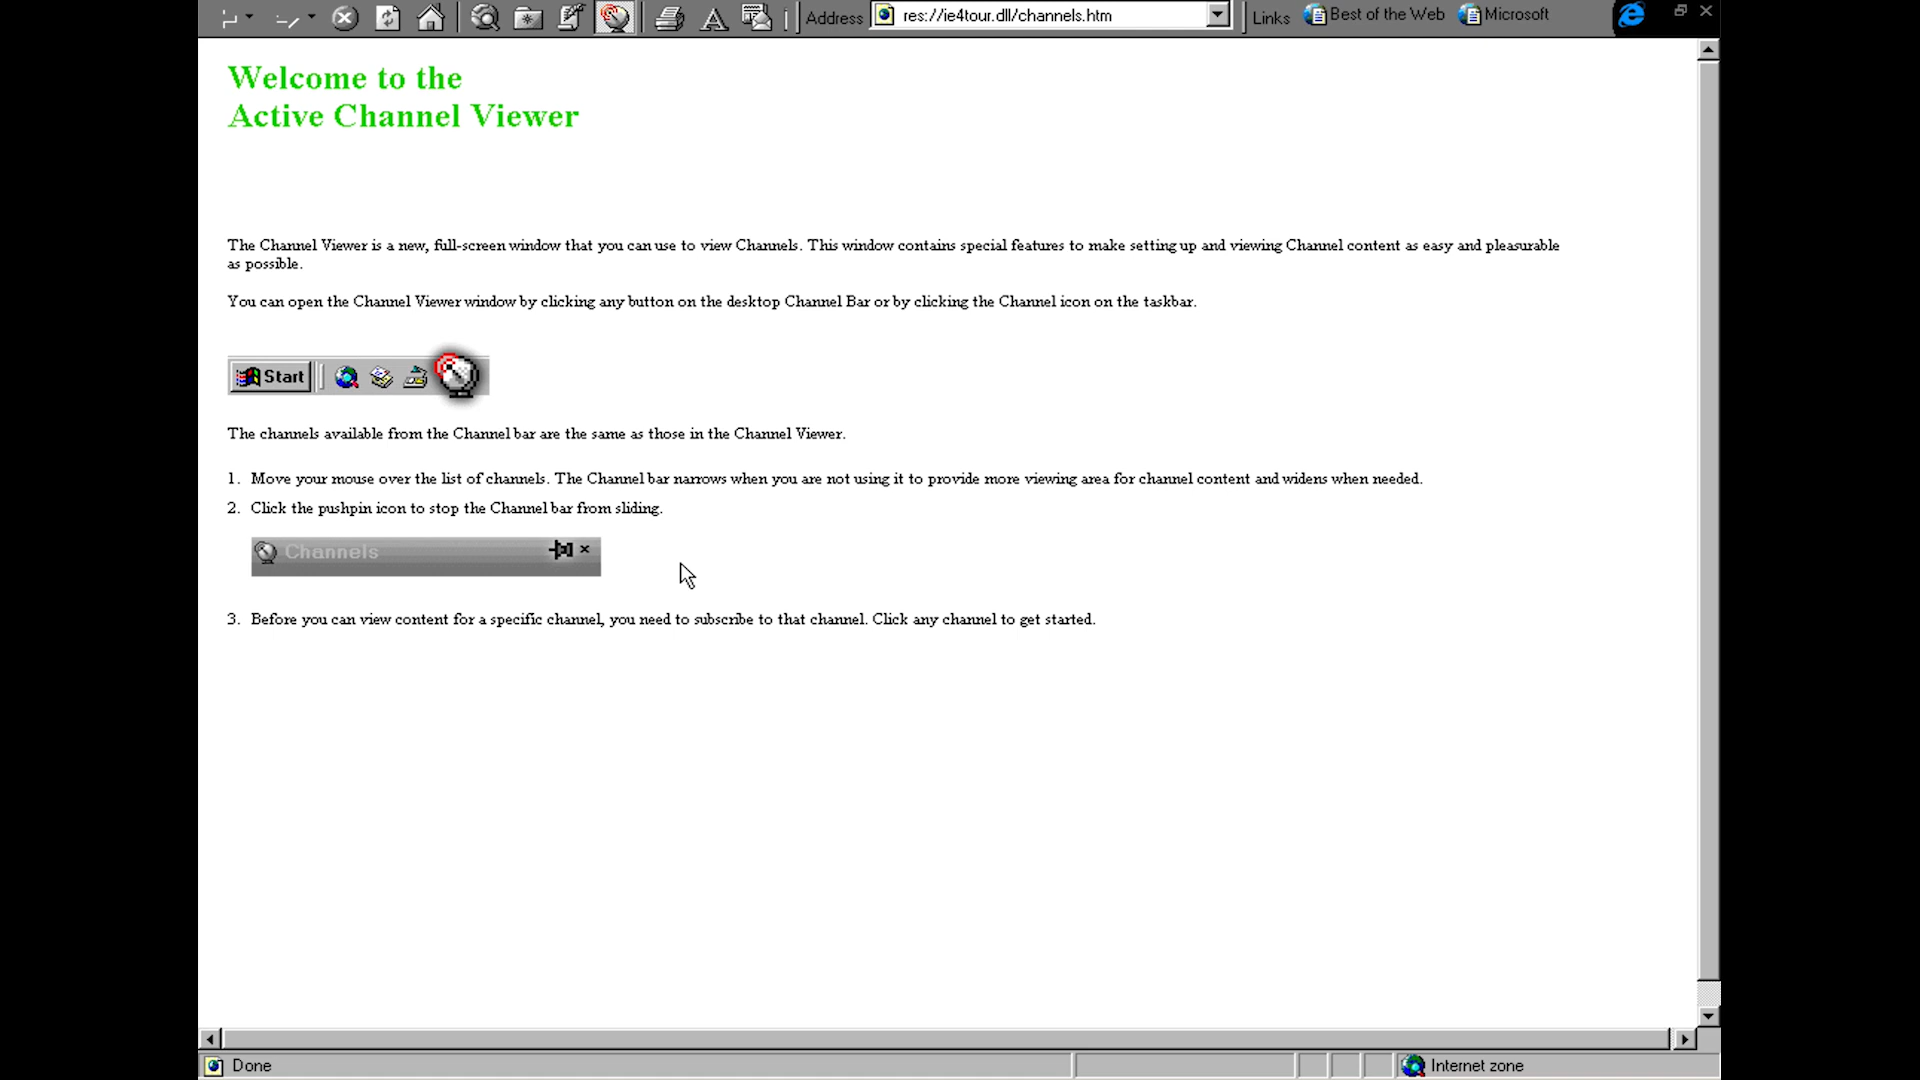 Address res://ie4tour.dll/channels.htm Links Best of the Web Microsoft
Welcome to the
Active Channel Viewer
The Channel Viewer is a new, full-screen window that you can use to view Channels. This window contains special features to make setting up and viewing Channel content as easy and pleasurable
as possible.
You can open the Channel Viewer window by clicking any button on the desktop Channel Bar or by clicking the Channel icon on the taskbar.
Start
The channels available from the Channel bar are the same as those in the Channel Viewer.
1. Move your mouse over the list of channels. The Channel bar narrows when you are not using it to provide more viewing area for channel content and widens when needed.
2. Click the pushpin icon to stop the Channel bar from sliding.
Channels
3. Before you can view content for a specific channel, you need to subscribe to that channel. Click any channel to get started.
Done Internet zone